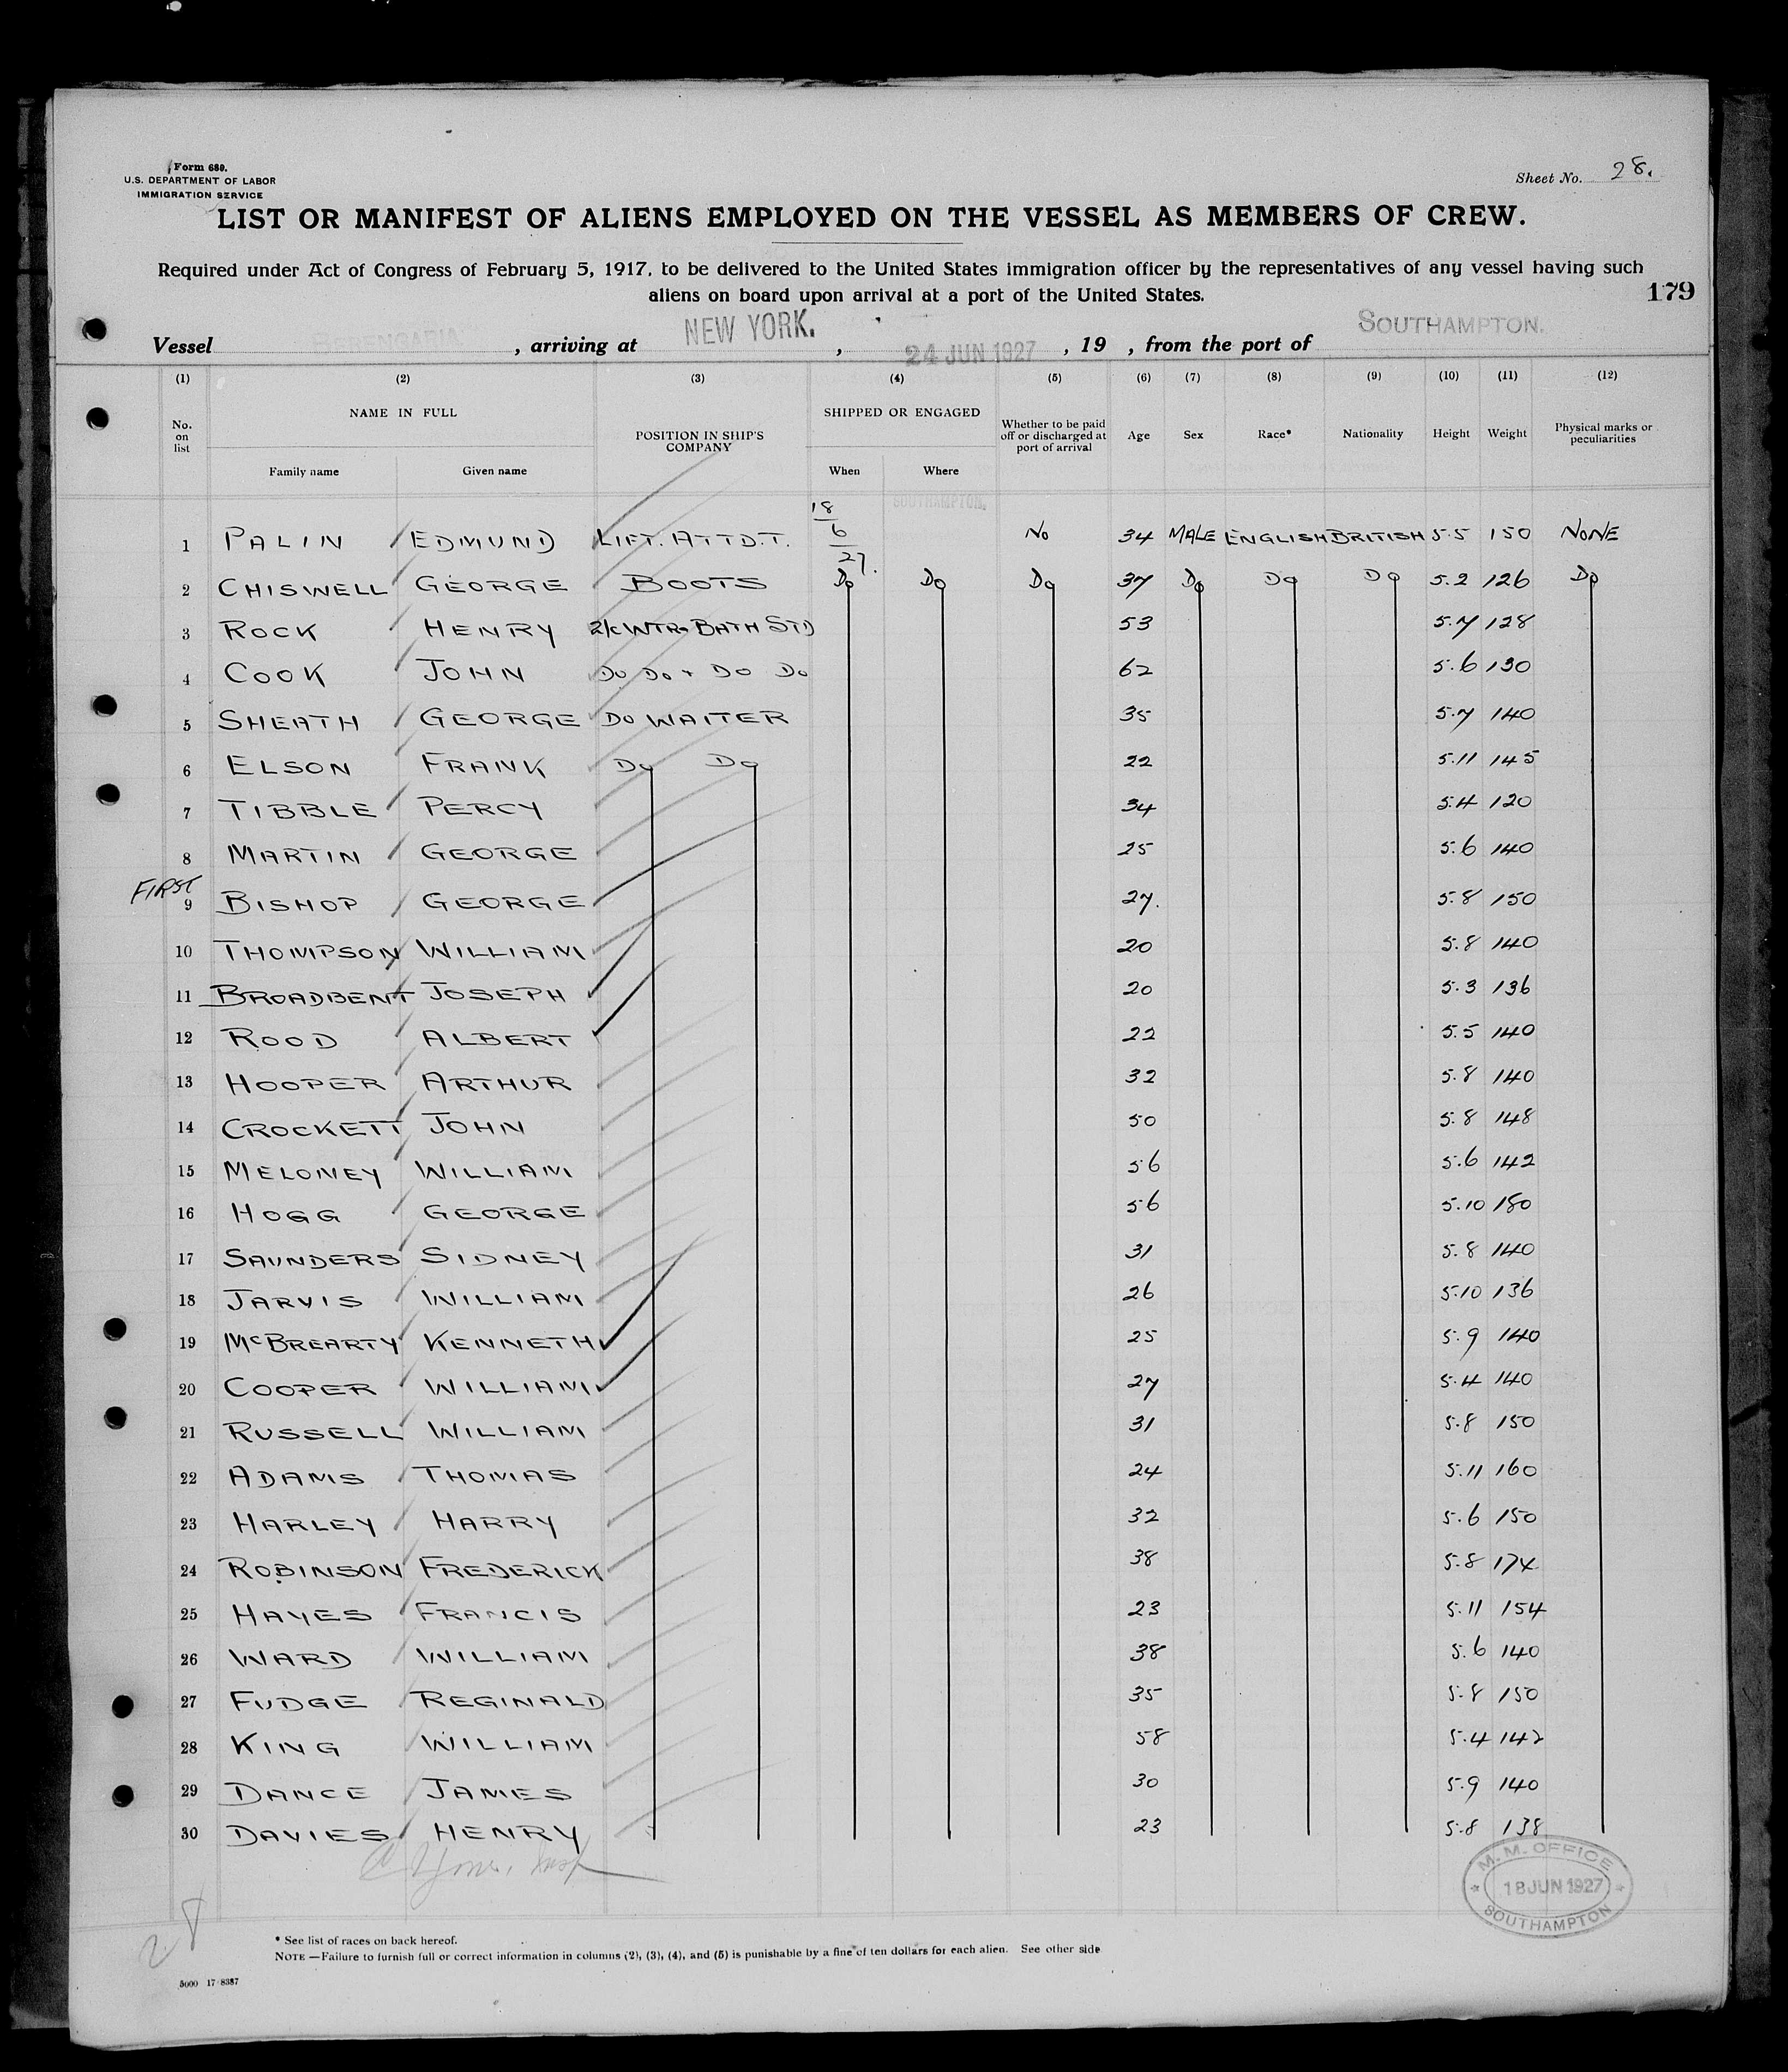 Form 680.
U.S. DEPARTMENT OF LABOR
IMMIGRATION SERVICE
Sheet No. 28.
LIST OR MANIFEST OF ALIENS EMPLOYED ON THE VESSEL AS MEMBERS OF CREW.
Required under Act of Congress of February 5, 1917, to be delivered to the United States immigration officer by the representatives of any vessel having such
aliens on board upon arrival at a port of the United States.
179
Vessel BERENGARIA, arriving at NEW YORK., 24 JUN 1927, 19 , from the port of SOUTHAMPTON.
(1) (2) (3) (4) (5) (6) (7) (8) (9) (10) (11) (12)
No. on list NAME IN FULL POSITION IN SHIP'S COMPANY SHIPPED OR ENGAGED Whether to be paid off or discharged at port of arrival Age Sex Race* Nationality Height Weight Physical marks or peculiarities
Family name Given name When Where
1 PALIN EDMUND LIFT. ATTD.T. 18/6/27. SOUTHAMPTON. No 34 MALE ENGLISH BRITISH 5.5 150 NONE
2 CHISWELL GEORGE BOOTS Do Do Do 37 Do Do Do 5.2 126 Do
3 ROCK HENRY 2/c WTR + BATH STD 53 5.7 128
4 COOK JOHN Do Do + Do Do 62 5.6 130
5 SHEATH GEORGE Do WAITER 35 5.7 140
6 ELSON FRANK Do Do 22 5.11 145
7 TIBBLE PERCY 34 5.4 120
8 MARTIN GEORGE 25 5.6 140
FIRST
9 BISHOP GEORGE 27. 5.8 150
10 THOMPSON WILLIAM 20 5.8 140
11 BROADBENT JOSEPH 20 5.3 136
12 ROOD ALBERT 22 5.5 140
13 HOOPER ARTHUR 32 5.8 140
14 CROCKETT JOHN 50 5.8 148
15 MELONEY WILLIAM 56 5.6 142
16 HOGG GEORGE 56 5.10 180
17 SAUNDERS SIDNEY 31 5.8 140
18 JARVIS WILLIAM 26 5.10 136
19 McBREARTY KENNETH 25 5.9 140
20 COOPER WILLIAM 27 5.4 140
21 RUSSELL WILLIAM 31 5.8 150
22 ADAMS THOMAS 24 5.11 160
23 HARLEY HARRY 32 5.6 150
24 ROBINSON FREDERICK 38 5.8 174
25 HAYES FRANCIS 23 5.11 154
26 WARD WILLIAM 38 5.6 140
27 FUDGE REGINALD 35 5.8 150
28 KING WILLIAM 58 5.4 142
29 DANCE JAMES 30 5.9 140
30 DAVIES HENRY 23 5.8 138
M. M. OFFICE
18 JUN 1927
SOUTHAMPTON
28
* See list of races on back hereof.
NOTE —Failure to furnish full or correct information in columns (2), (3), (4), and (5) is punishable by a fine of ten dollars for each alien. See other side
5000 17/8387